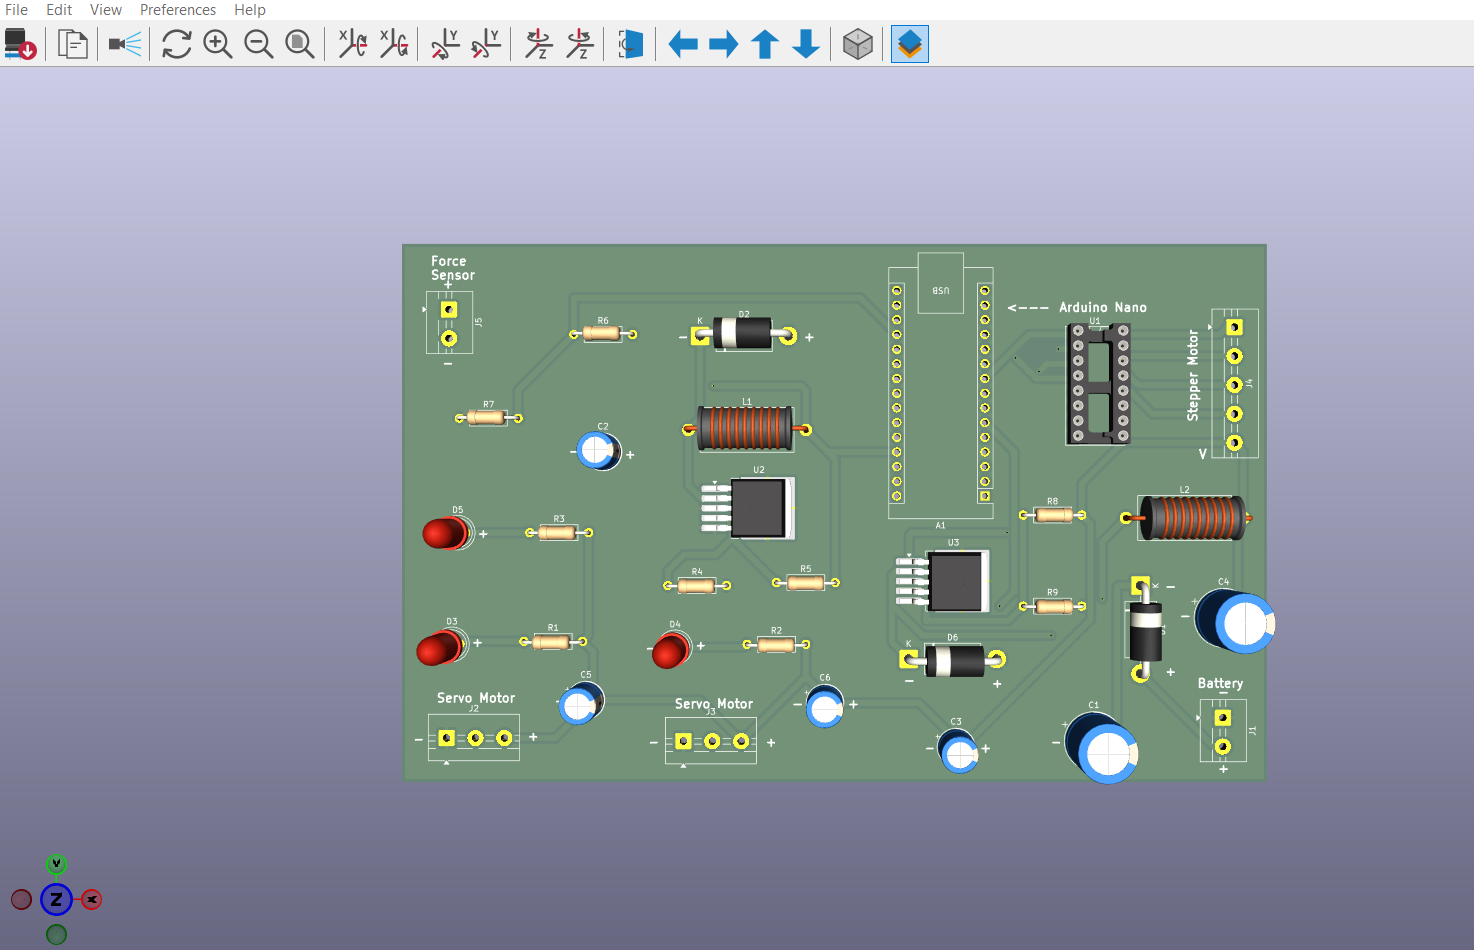 File Edit View Preferences Help
X X Y Y Z Z
Force
Sensor
+
J5
-
R6
K D2
- +
USB
<--- Arduino Nano
U1
Stepper Motor
J4
V
R7
C2
- +
L1
U2
D5
+
R3
R4
R5
A1
U3
R8
L2
R9
K -
C4
+
-
D3
+
R1
D4
- +
R2
K D6
- +
+
Servo Motor
J2
- +
C5
-
Servo Motor
J3
- +
C6
+
- +
C3
+
- +
C1
+
-
Battery
-
J1
+
Y
Z X